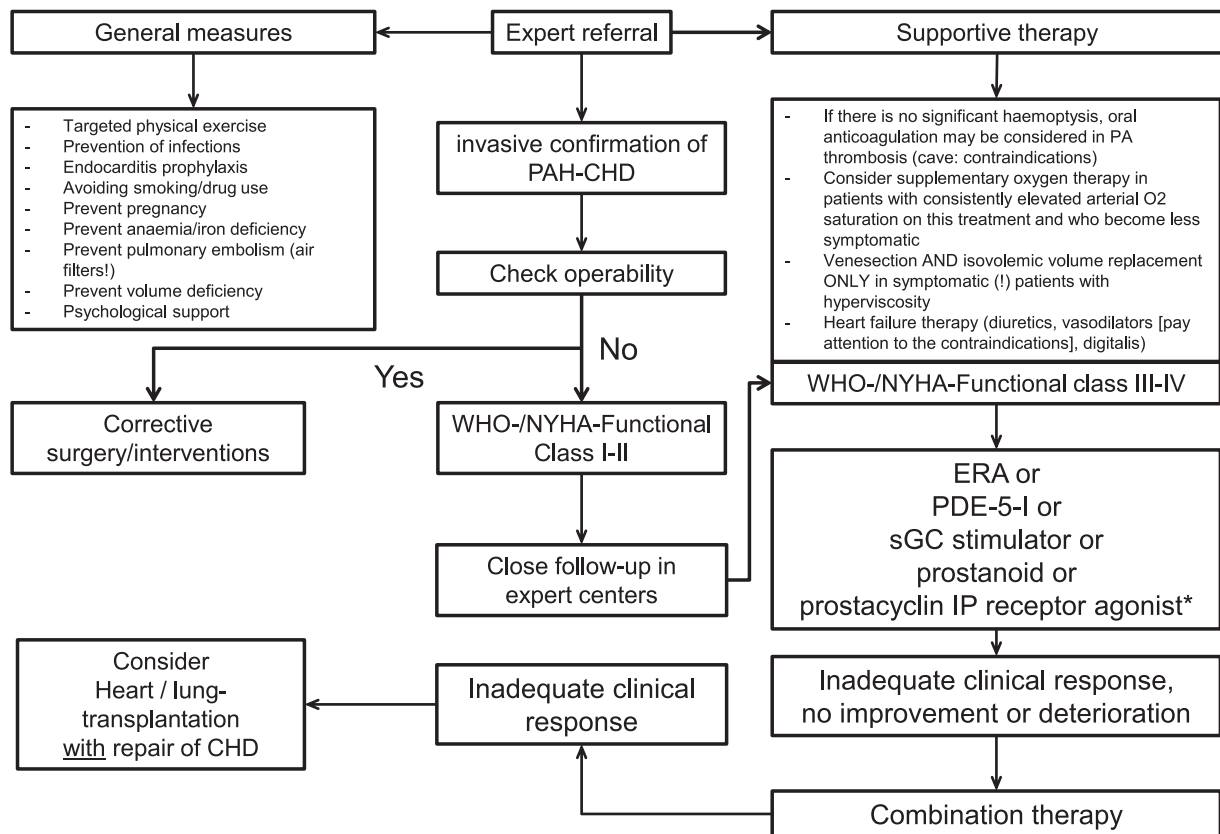 General measures
Expert referral
Supportive therapy
- Targeted physical exercise
- Prevention of infections
- Endocarditis prophylaxis
- Avoiding smoking/drug use
- Prevent pregnancy
- Prevent anaemia/iron deficiency
- Prevent pulmonary embolism (air
filters!)
- Prevent volume deficiency
- Psychological support
invasive confirmation of
PAH-CHD
- If there is no significant haemoptysis, oral
anticoagulation may be considered in PA
thrombosis (cave: contraindications)
- Consider supplementary oxygen therapy in
patients with consistently elevated arterial O2
saturation on this treatment and who become less
symptomatic
- Venesection AND isovolemic volume replacement
ONLY in symptomatic (!) patients with
hyperviscosity
- Heart failure therapy (diuretics, vasodilators [pay
attention to the contraindications], digitalis)
Check operability
Yes
No
Corrective
surgery/interventions
WHO-/NYHA-Functional
Class I-II
WHO-/NYHA-Functional class III-IV
Close follow-up in
expert centers
ERA or
PDE-5-I or
sGC stimulator or
prostanoid or
prostacyclin IP receptor agonist*
Consider
Heart / lung-
transplantation
with repair of CHD
Inadequate clinical
response
Inadequate clinical response,
no improvement or deterioration
Combination therapy